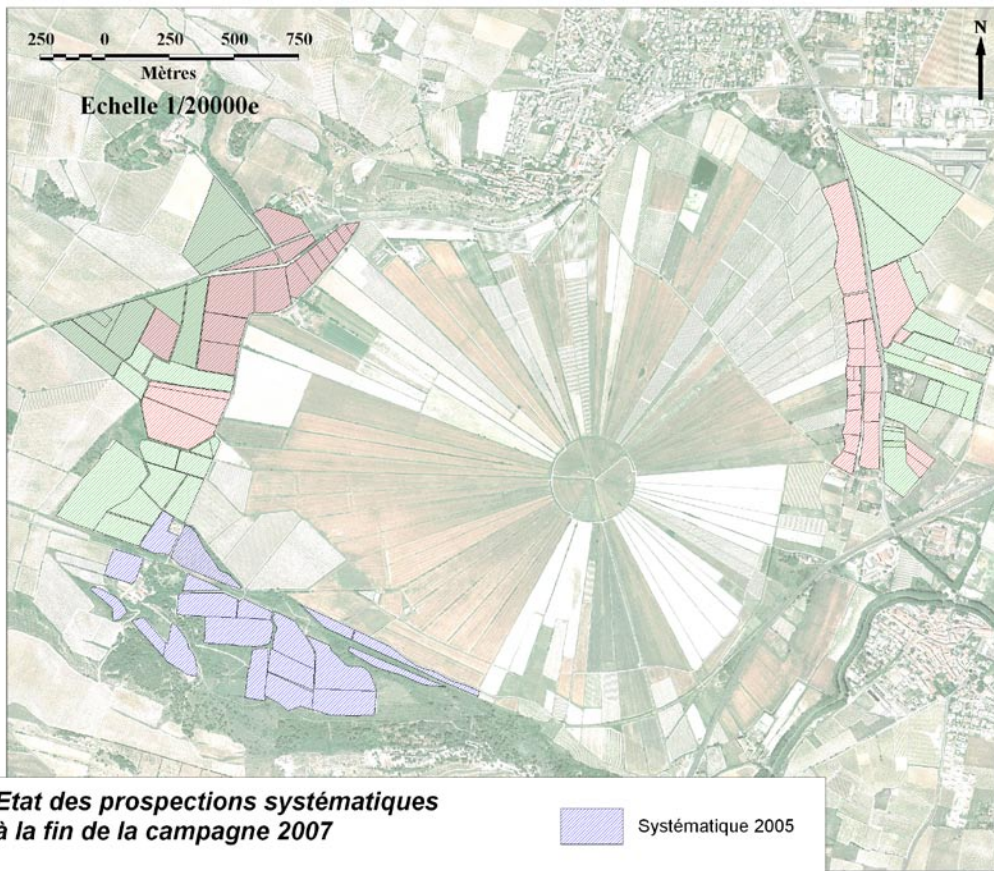 250 0 250 500 750
Mètres
Echelle 1/20000e
N
Etat des prospections systématiques
à la fin de la campagne 2007
Systématique 2005